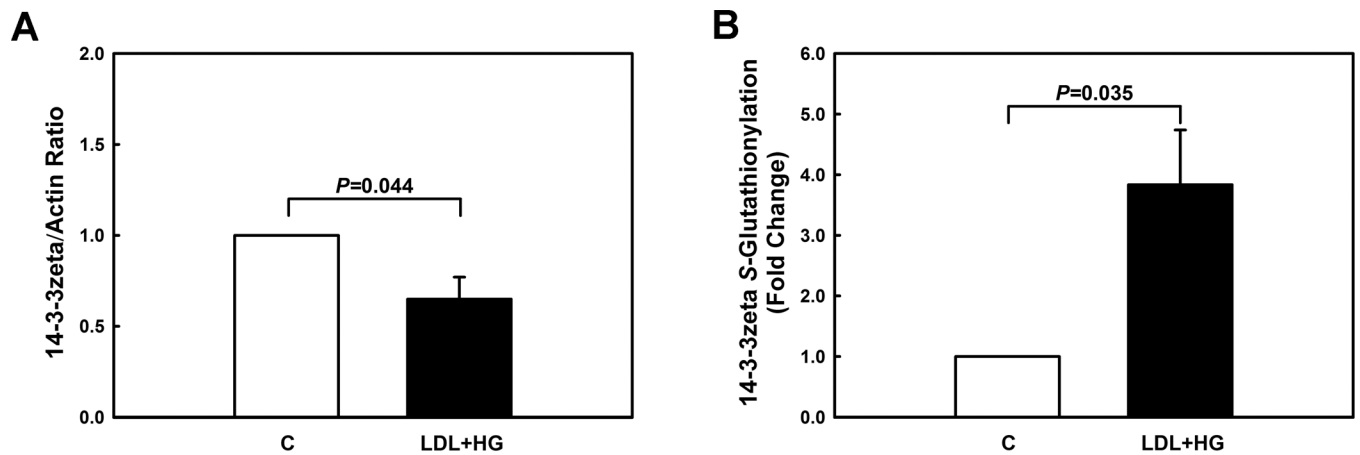 A
14-3-3zeta/Actin Ratio
2.0
1.5
1.0
0.5
0.0
P=0.044
C
LDL+HG
B
14-3-3zeta S-Glutathionylation
(Fold Change)
6.0
5.0
4.0
3.0
2.0
1.0
0.0
P=0.035
C
LDL+HG